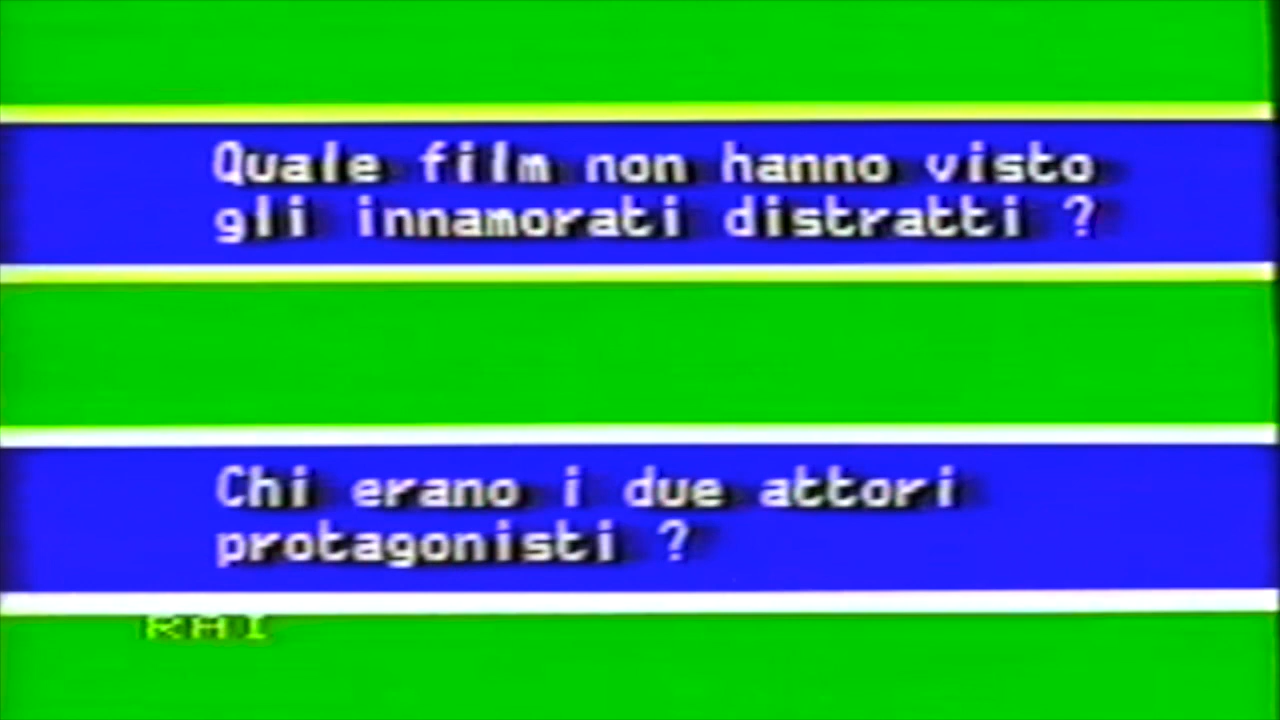 Quale film non hanno visto
gli innamorati distratti ?
Chi erano i due attori
protagonisti ?
RAI